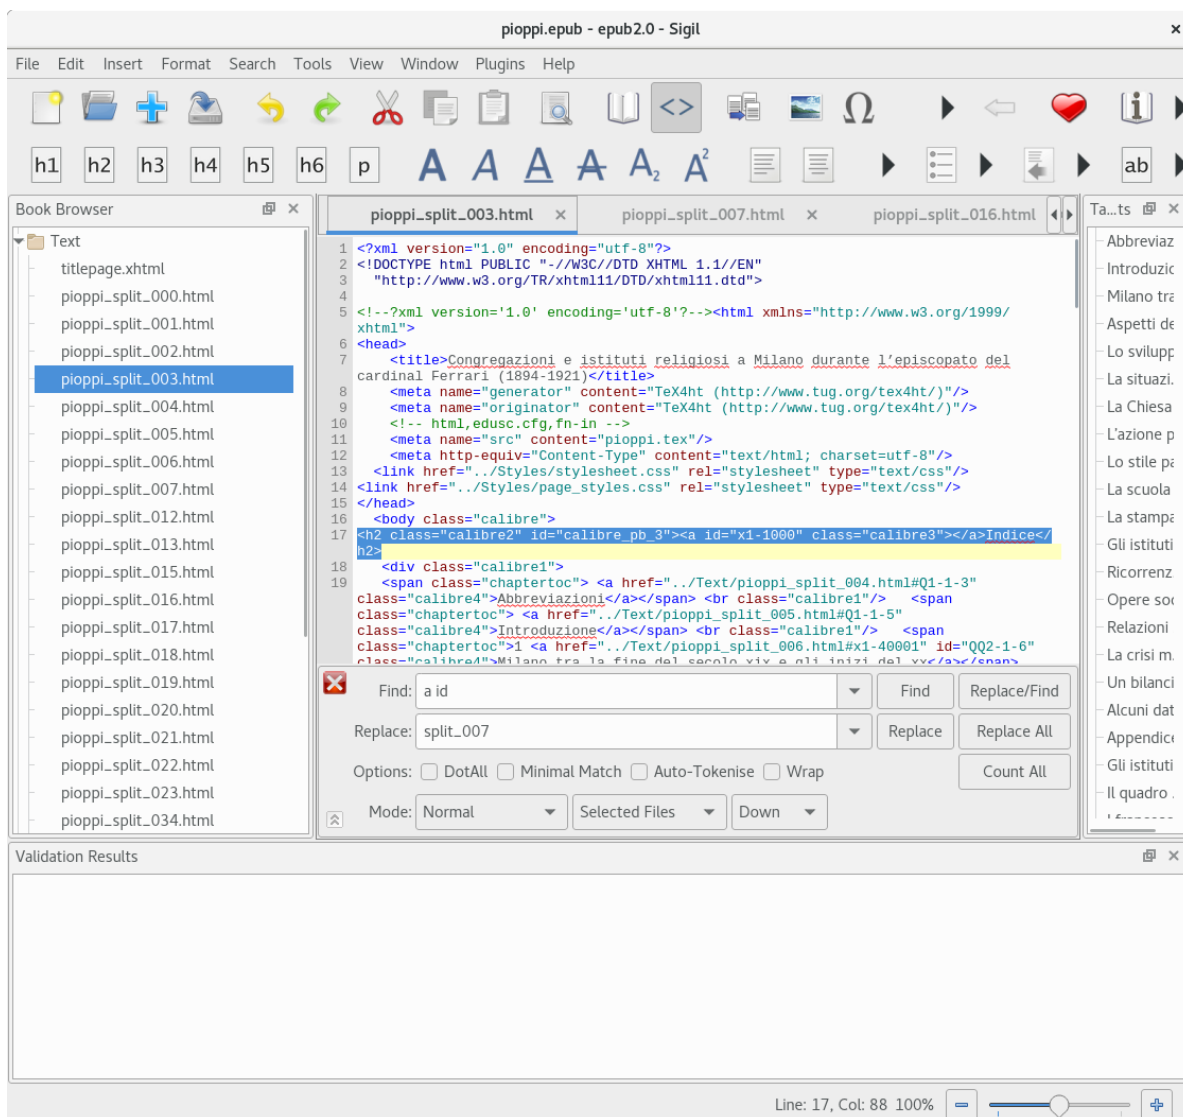 pioppi.epub - epub2.0 - Sigil
File Edit Insert Format Search Tools View Window Plugins Help
h1 h2 h3 h4 h5 h6 p A A A A A₂ A² ab
Book Browser
Text
titlepage.xhtml
pioppi_split_000.html
pioppi_split_001.html
pioppi_split_002.html
pioppi_split_003.html
pioppi_split_004.html
pioppi_split_005.html
pioppi_split_006.html
pioppi_split_007.html
pioppi_split_012.html
pioppi_split_013.html
pioppi_split_014.html
pioppi_split_015.html
pioppi_split_016.html
pioppi_split_017.html
pioppi_split_018.html
pioppi_split_019.html
pioppi_split_020.html
pioppi_split_021.html
pioppi_split_022.html
pioppi_split_023.html
pioppi_split_034.html
pioppi_split_003.html pioppi_split_007.html pioppi_split_016.html
1 <?xml version="1.0" encoding="utf-8"?>
2 <!DOCTYPE html PUBLIC "-//W3C//DTD XHTML 1.1//EN"
3 "http://www.w3.org/TR/xhtml11/DTD/xhtml11.dtd">
4
5 <!--?xml version='1.0' encoding='utf-8'?--><html xmlns="http://www.w3.org/1999/
xhtml">
6 <head>
7 <title>Congregazioni e istituti religiosi a Milano durante l’episcopato del
cardinal Ferrari (1894-1921)</title>
8 <meta name="generator" content="TeX4ht (http://www.tug.org/tex4ht/)"/>
9 <meta name="originator" content="TeX4ht (http://www.tug.org/tex4ht/)"/>
10 <!-- html,edusc.cfg,fn-in -->
11 <meta name="src" content="pioppi.tex"/>
12 <meta http-equiv="Content-Type" content="text/html; charset=utf-8"/>
13 <link href="../Styles/stylesheet.css" rel="stylesheet" type="text/css"/>
14 <link href="../Styles/page_styles.css" rel="stylesheet" type="text/css"/>
15 </head>
16 <body class="calibre">
17 <h2 class="calibre2" id="calibre_pb_3"><a id="x1-1000" class="calibre3"></a>Indice</
h2>
18 <div class="calibre1">
19 <span class="chaptertoc"> <a href="../Text/pioppi_split_004.html#Q1-1-3"
class="calibre4">Abbreviazioni</a></span> <br class="calibre1"/> <span
class="chaptertoc"> <a href="../Text/pioppi_split_005.html#Q1-1-5"
class="calibre4">Introduzione</a></span> <br class="calibre1"/> <span
class="chaptertoc">1 <a href="../Text/pioppi_split_006.html#x1-40001" id="QQ2-1-6"
class="calibre4">Milano tra la fine del secolo xix e gli inizi del xx</a></span>
Find: a id Find Replace/Find
Replace: split_007 Replace Replace All
Options: DotAll Minimal Match Auto-Tokenise Wrap Count All
Mode: Normal Selected Files Down
Ta...ts
Abbreviaz
Introduzic
Milano tra
Aspetti de
Lo svilupp
La situazi.
La Chiesa
L'azione p
Lo stile pa
La scuola
La stampa
Gli istituti
Ricorrenz
Opere soc
Relazioni
La crisi m.
Un bilanci
Alcuni dat
Appendice
Gli istituti
Il quadro .
Validation Results
Line: 17, Col: 88 100%